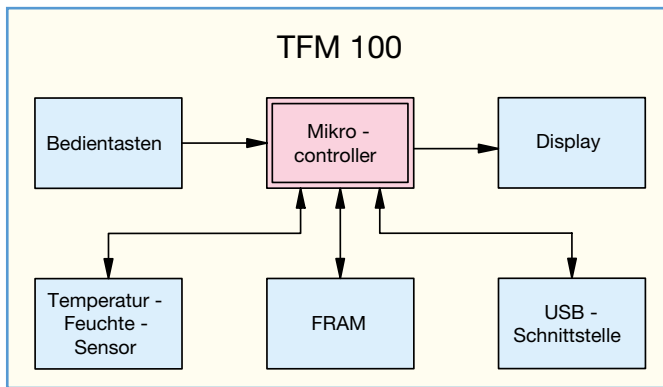 TFM 100
Bedientasten
Mikro -
controller
Display
Temperatur -
Feuchte -
Sensor
FRAM
USB -
Schnittstelle